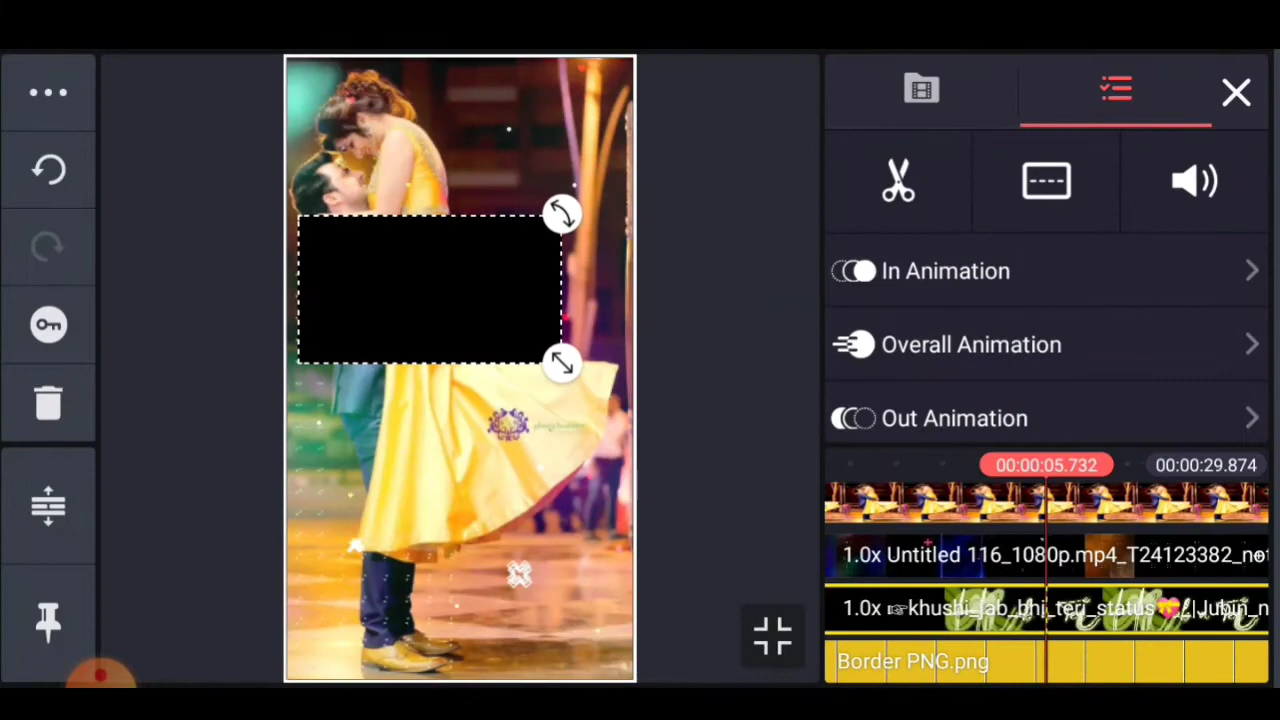 In Animation
Overall Animation
Out Animation
00:00:05.732
00:00:29.874
1.0x Untitled 116_1080p.mp4_T24123382_no
1.0x ☞khushi_jab_bhi_teri_status💝
Border PNG.png